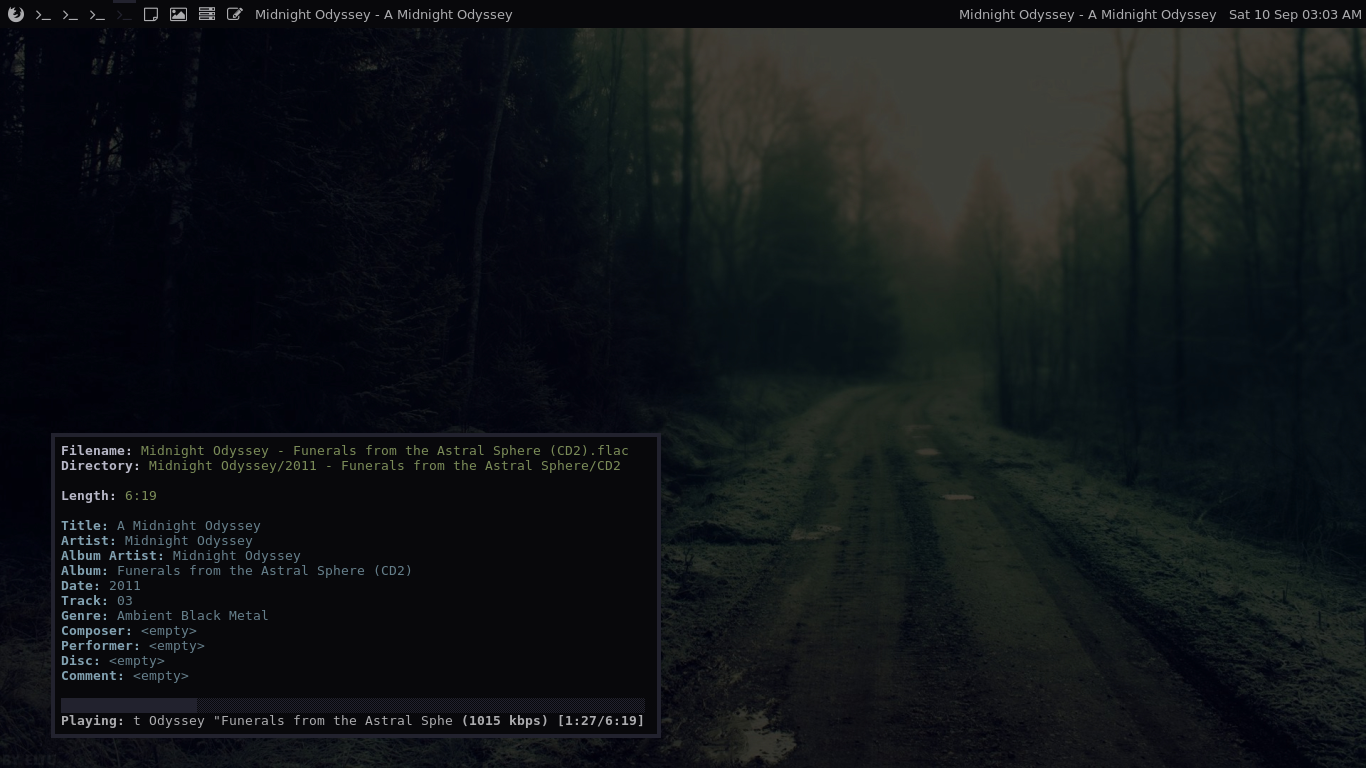 Midnight Odyssey - A Midnight Odyssey
Midnight Odyssey - A Midnight Odyssey Sat 10 Sep 03:03 AM
Filename: Midnight Odyssey - Funerals from the Astral Sphere (CD2).flac
Directory: Midnight Odyssey/2011 - Funerals from the Astral Sphere/CD2
Length: 6:19
Title: A Midnight Odyssey
Artist: Midnight Odyssey
Album Artist: Midnight Odyssey
Album: Funerals from the Astral Sphere (CD2)
Date: 2011
Track: 03
Genre: Ambient Black Metal
Composer: <empty>
Performer: <empty>
Disc: <empty>
Comment: <empty>
Playing: t Odyssey "Funerals from the Astral Sphe (1015 kbps) [1:27/6:19]